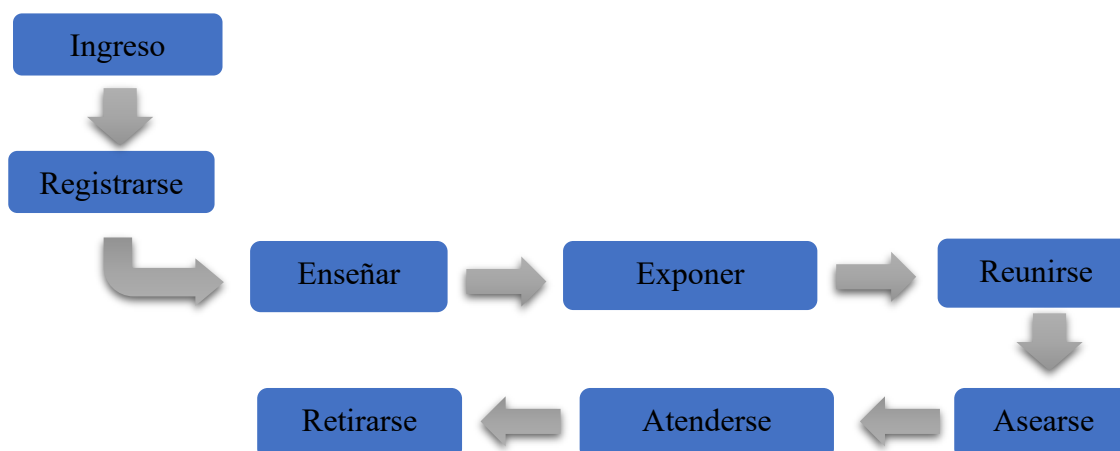 Ingreso
Registrarse
Enseñar
Exponer
Reunirse
Asearse
Atenderse
Retirarse